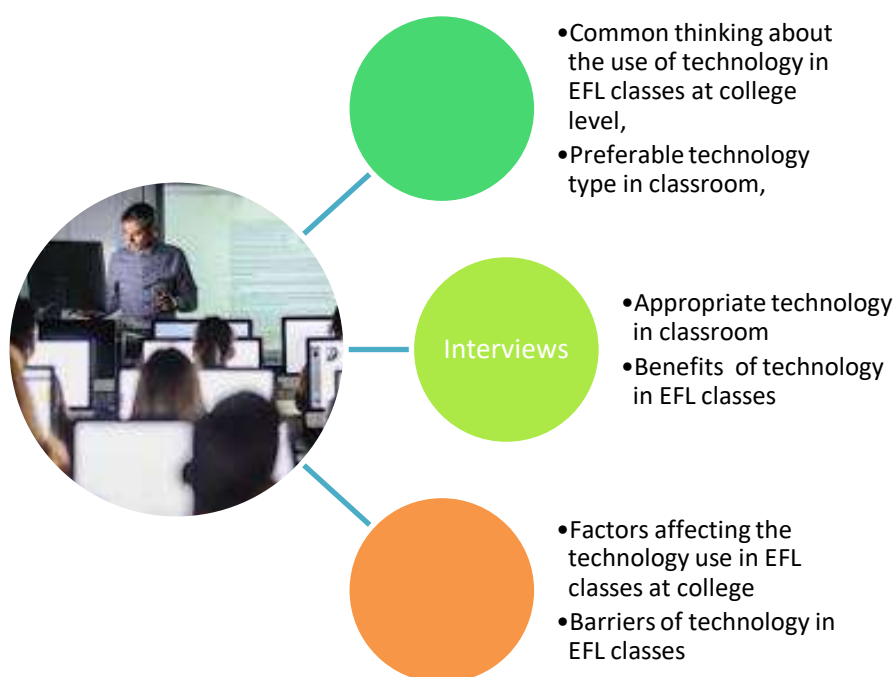 •Common thinking about
the use of technology in
EFL classes at college
level,
•Preferable technology
type in classroom,
Interviews
•Appropriate technology
in classroom
•Benefits of technology
in EFL classes
•Factors affecting the
technology use in EFL
classes at college
•Barriers of technology in
EFL classes